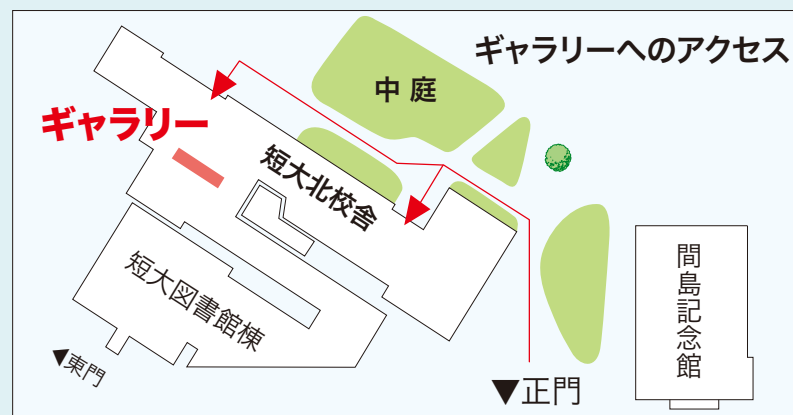 ギャラリーへのアクセス
中庭
ギャラリー
短大北校舎
短大図書館棟
間島記念館
▼東門
▼正門